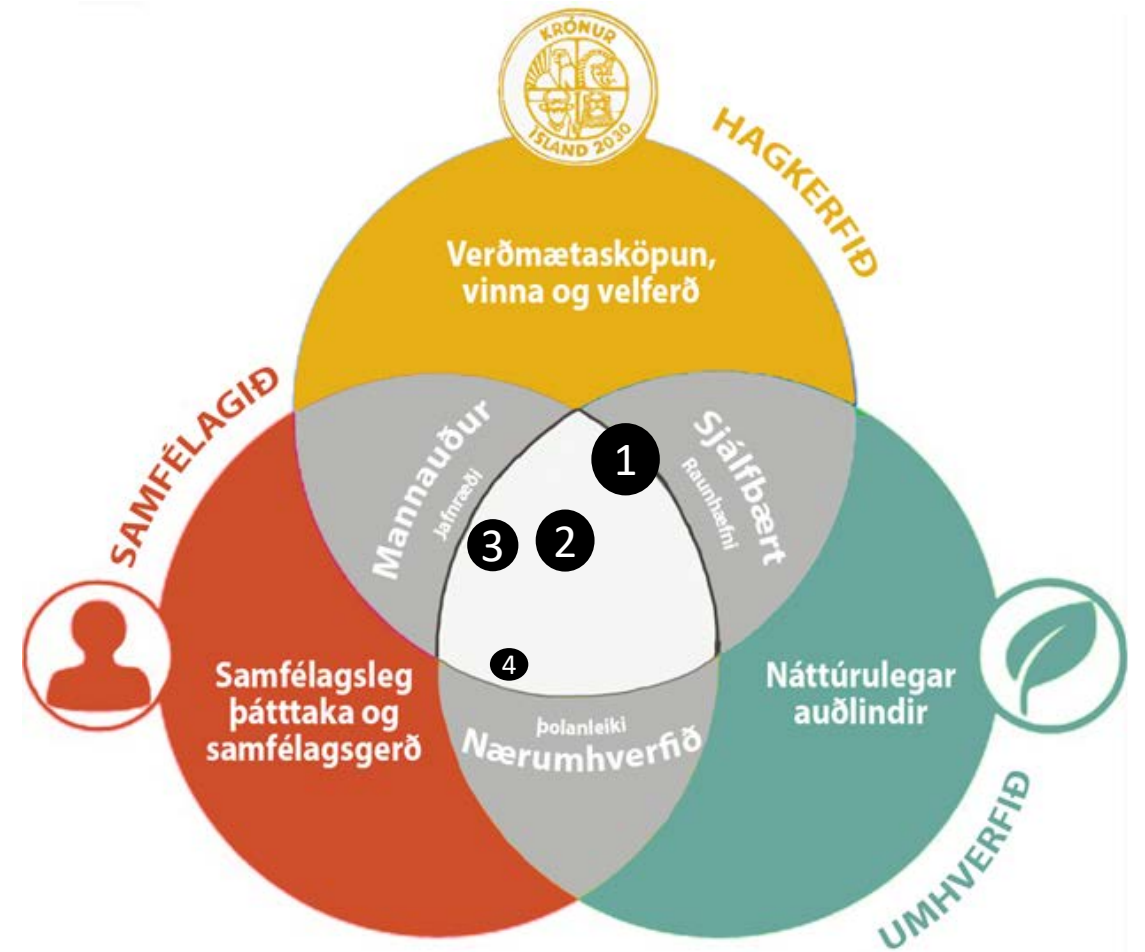 KRÓNUR
ÍSLAND 2030
HAGKERFIÐ
Verðmætasköpun,
vinna og velferð
SAMFÉLAGIÐ
Mannauður
Jafnræði
Sjálfbært
Raunhæfni
1
2
3
4
Samfélagsleg
þátttaka og
samfélagsgerð
Náttúrulegar
auðlindir
þolanleiki
Nærumhverfið
UMHVERFIÐ